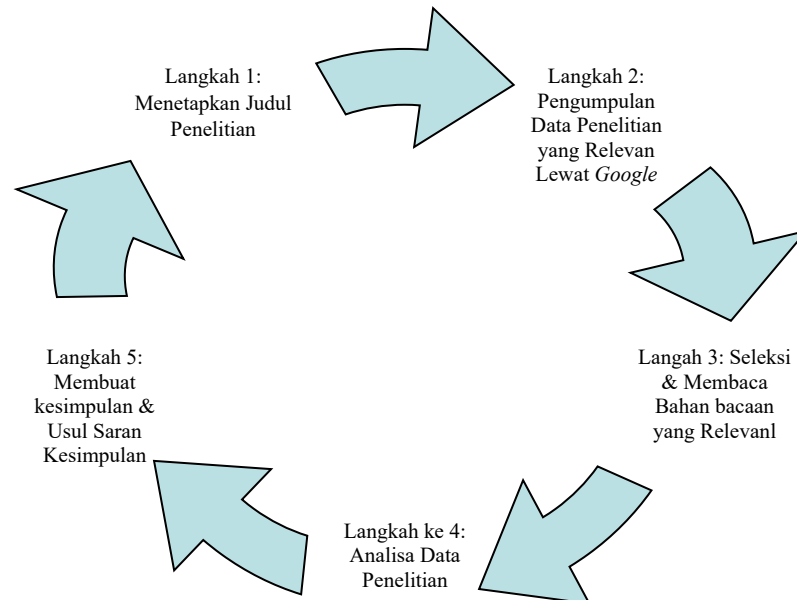 Langkah 1:
Menetapkan Judul
Penelitian
Langkah 2:
Pengumpulan
Data Penelitian
yang Relevan
Lewat Google
Langah 3: Seleksi
& Membaca
Bahan bacaan
yang Relevanl
Langkah ke 4:
Analisa Data
Penelitian
Langkah 5:
Membuat
kesimpulan &
Usul Saran
Kesimpulan